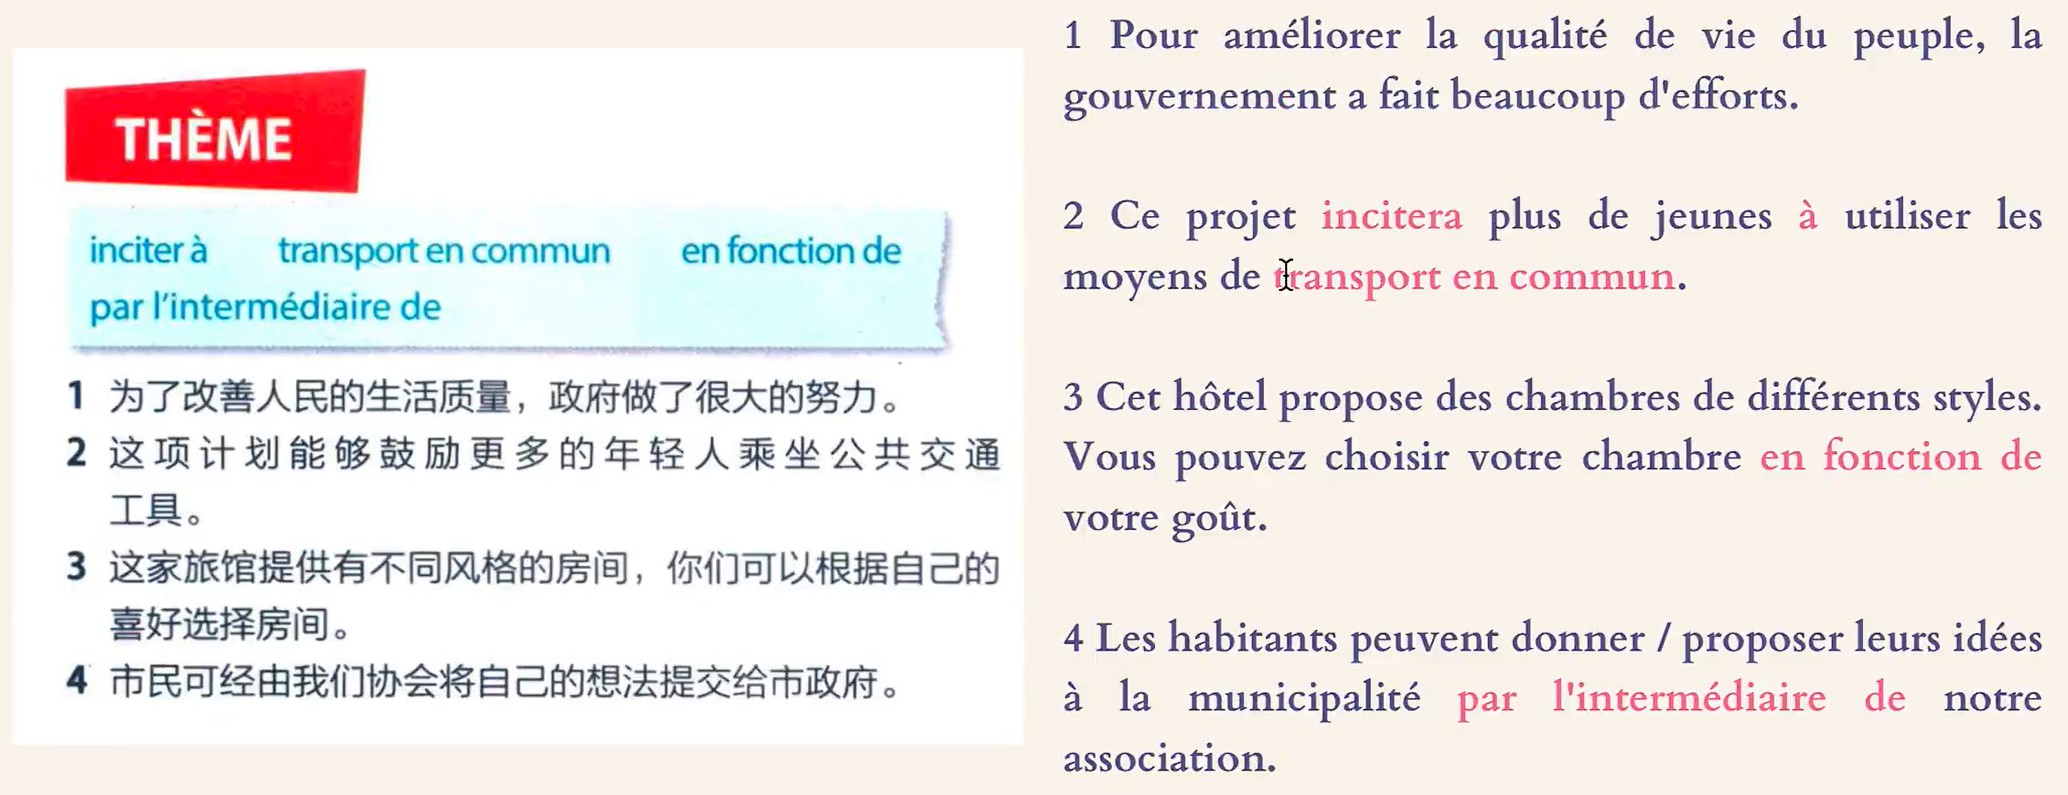 THÈME
inciter à transport en commun en fonction de
par l'intermédiaire de
1 为了改善人民的生活质量，政府做了很大的努力。
2 这项计划能够鼓励更多的年轻人乘坐公共交通
工具。
3 这家旅馆提供有不同风格的房间，你们可以根据自己的
喜好选择房间。
4 市民可经由我们协会将自己的想法提交给市政府。
1 Pour améliorer la qualité de vie du peuple, la
gouvernement a fait beaucoup d'efforts.
2 Ce projet incitera plus de jeunes à utiliser les
moyens de transport en commun.
3 Cet hôtel propose des chambres de différents styles.
Vous pouvez choisir votre chambre en fonction de
votre goût.
4 Les habitants peuvent donner / proposer leurs idées
à la municipalité par l'intermédiaire de notre
association.